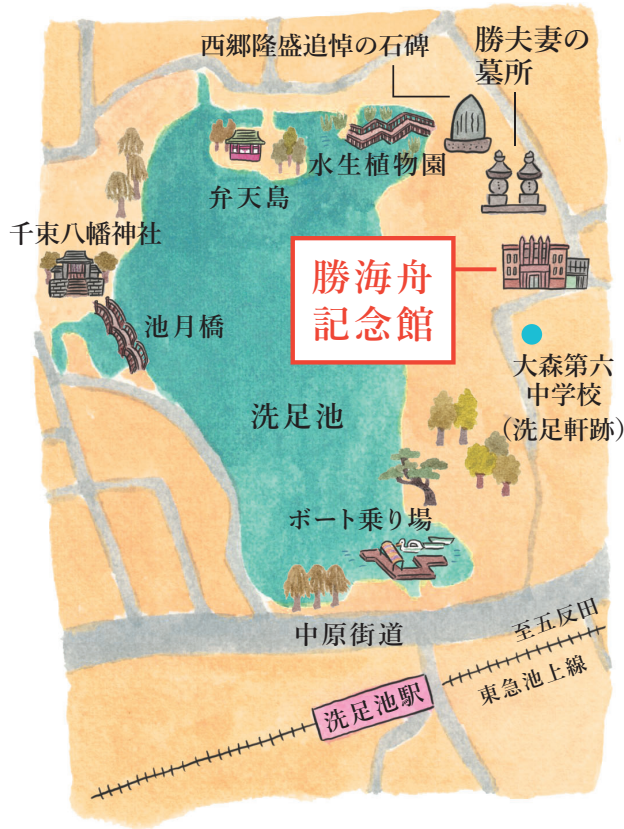 西郷隆盛追悼の石碑
勝夫妻の
墓所
水生植物園
弁天島
千束八幡神社
勝海舟
記念館
池月橋
大森第六
中学校
（洗足軒跡）
洗足池
ボート乗り場
中原街道
至五反田
東急池上線
洗足池駅